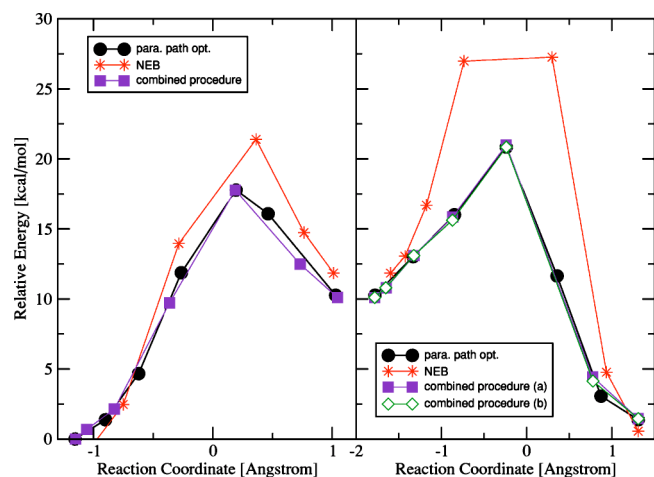 30
25
20
15
10
5
0
Relative Energy [kcal/mol]
para. path opt.
NEB
combined procedure
para. path opt.
NEB
combined procedure (a)
combined procedure (b)
-1 0 1 -2 -1 0 1
Reaction Coordinate [Angstrom] Reaction Coordinate [Angstrom]